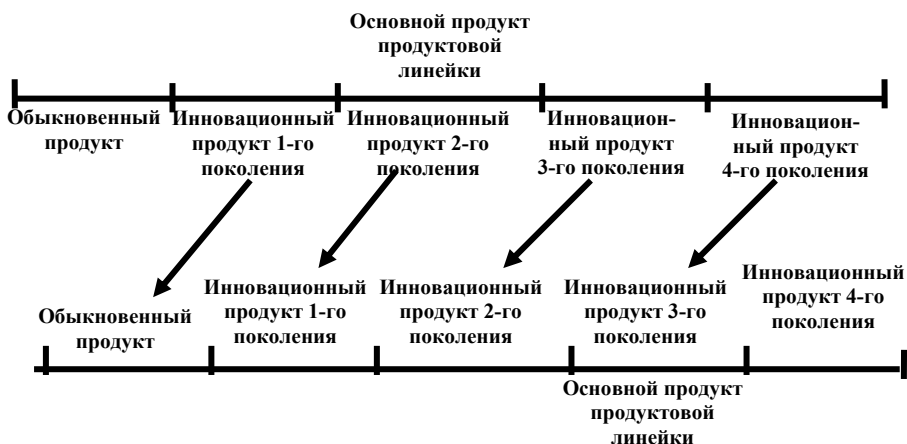 Основной продукт
продуктовой
линейки
Обыкновенный
продукт
Инновационный
продукт 1-го
поколения
Инновационный
продукт 2-го
поколения
Инновацион-
ный продукт
3-го поколения
Инновацион-
ный продукт
4-го поколения
Обыкновенный
продукт
Инновационный
продукт 1-го
поколения
Инновационный
продукт 2-го
поколения
Инновационный
продукт 3-го
поколения
Инновационный
продукт 4-го
поколения
Основной продукт
продуктовой
линейки